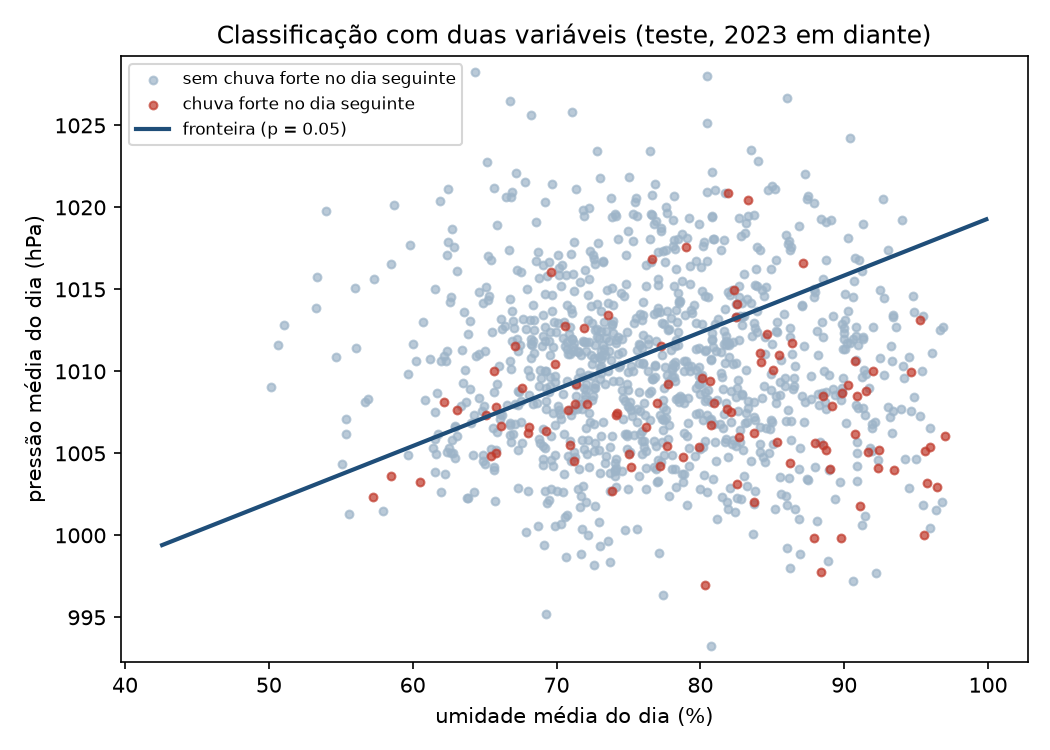 Classificação com duas variáveis (teste, 2023 em diante)
sem chuva forte no dia seguinte
chuva forte no dia seguinte
fronteira (p = 0.05)
pressão média do dia (hPa)
1025
1020
1015
1010
1005
1000
995
40 50 60 70 80 90 100
umidade média do dia (%)